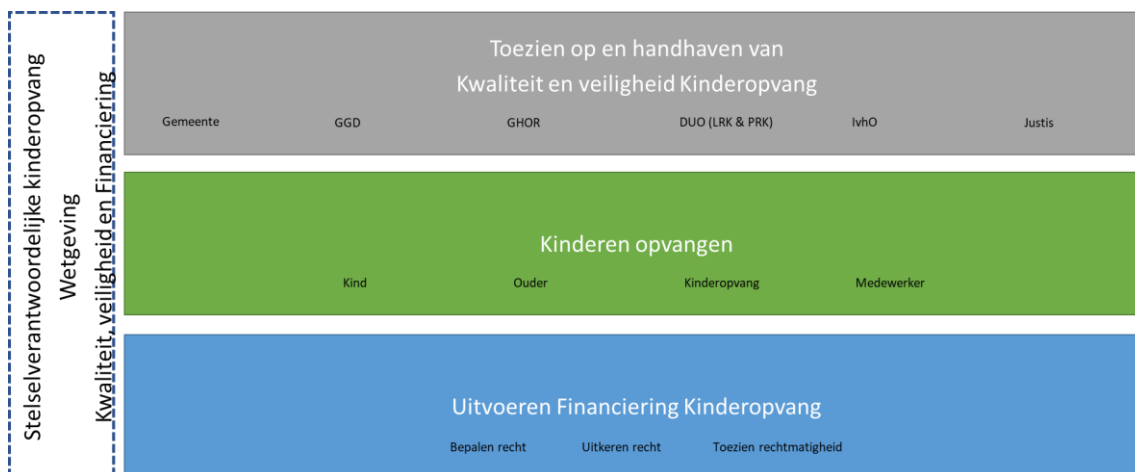 Stelselverantwoordelijke kinderopvang
Wetgeving
Kwaliteit, veiligheid en Financiering
Toezien op en handhaven van
Kwaliteit en veiligheid Kinderopvang
Gemeente GGD GHOR DUO (LRK & PRK) IvhO Justis
Kinderen opvangen
Kind Ouder Kinderopvang Medewerker
Uitvoeren Financiering Kinderopvang
Bepalen recht Uitkeren recht Toezien rechtmatigheid